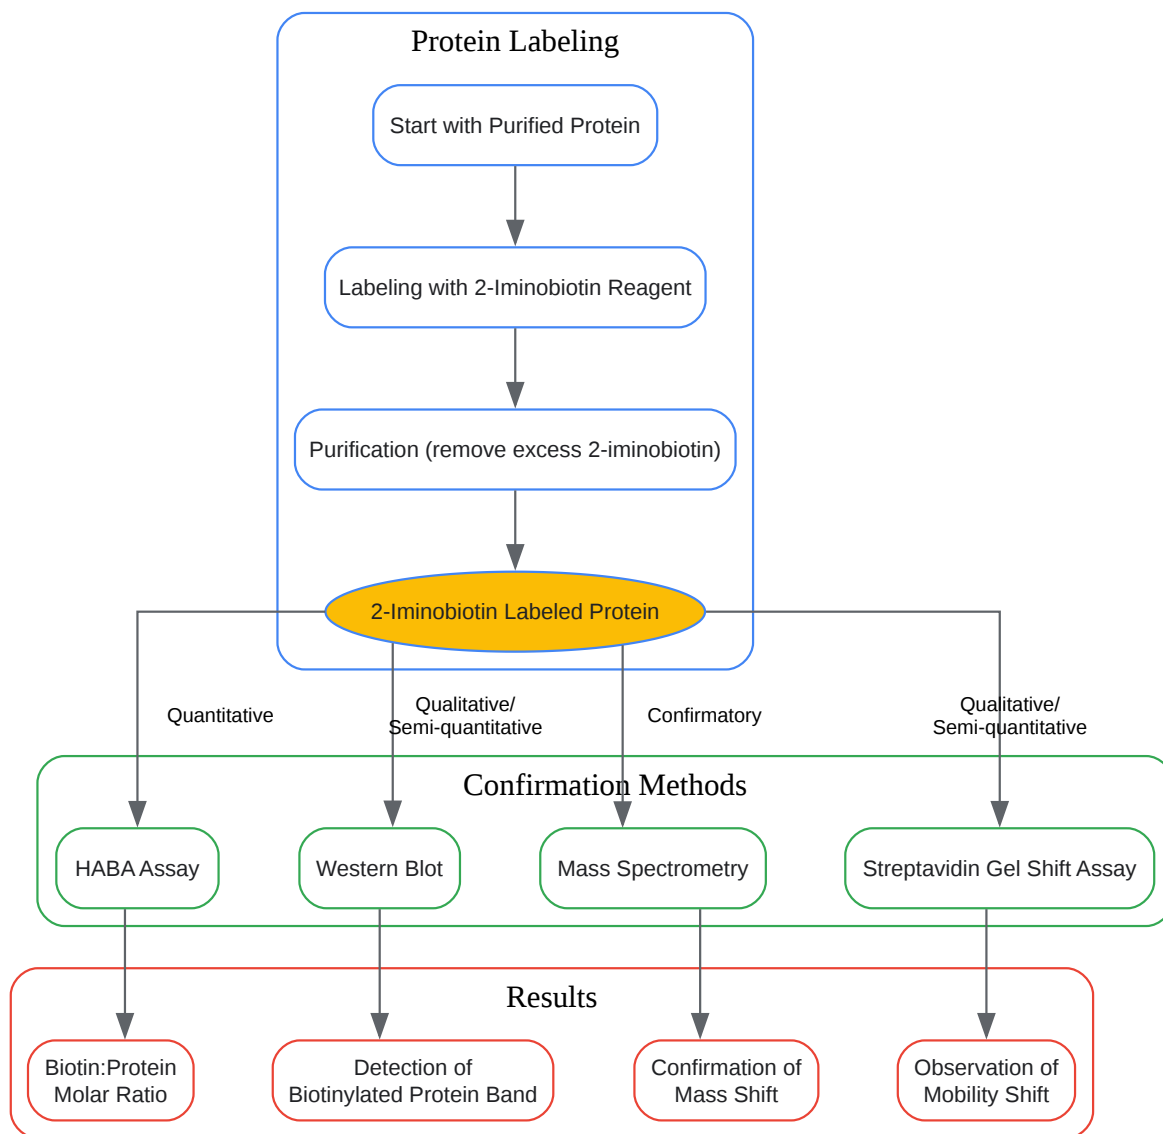 Protein Labeling
Start with Purified Protein
Labeling with 2-Iminobiotin Reagent
Purification (remove excess 2-iminobiotin)
2-Iminobiotin Labeled Protein
Quantitative
Qualitative/
Semi-quantitative
Confirmatory
Qualitative/
Semi-quantitative
Confirmation Methods
HABA Assay
Western Blot
Mass Spectrometry
Streptavidin Gel Shift Assay
Results
Biotin:Protein
Molar Ratio
Detection of
Biotinylated Protein Band
Confirmation of
Mass Shift
Observation of
Mobility Shift